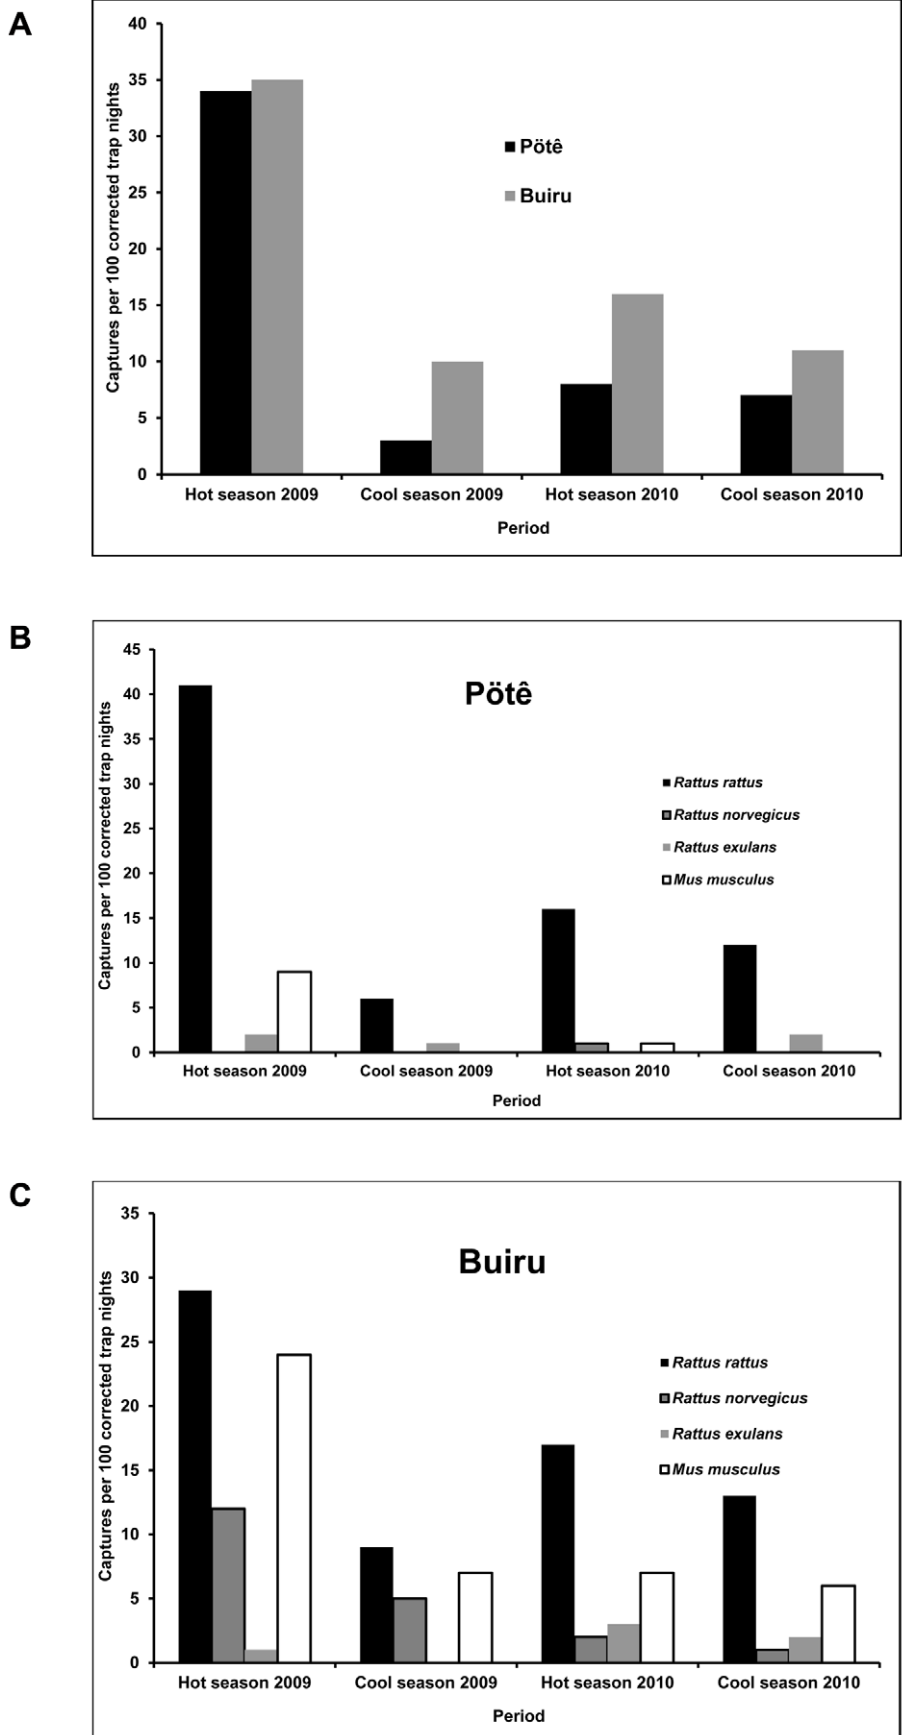 A
Captures per 100 corrected trap nights
40
35
30
25
20
15
10
5
0
Pötê
Buiru
Hot season 2009
Cool season 2009
Hot season 2010
Cool season 2010
Period
B
Captures per 100 corrected trap nights
45
40
35
30
25
20
15
10
5
0
Pötê
Rattus rattus
Rattus norvegicus
Rattus exulans
Mus musculus
Hot season 2009
Cool season 2009
Hot season 2010
Cool season 2010
Period
C
Captures per 100 corrected trap nights
35
30
25
20
15
10
5
0
Buiru
Rattus rattus
Rattus norvegicus
Rattus exulans
Mus musculus
Hot season 2009
Cool season 2009
Hot season 2010
Cool season 2010
Period